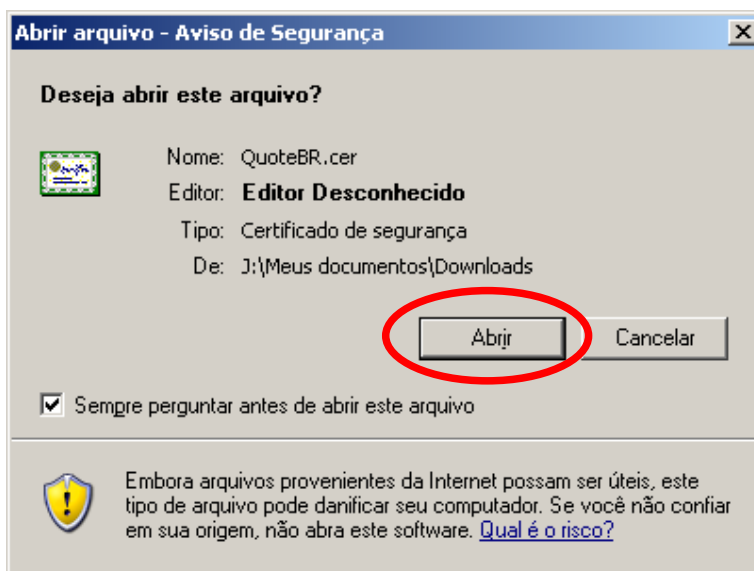 Abrir arquivo - Aviso de Segurança
Deseja abrir este arquivo?
Nome: QuoteBR.cer
Editor: Editor Desconhecido
Tipo: Certificado de segurança
De: J:\Meus documentos\Downloads
Abrir Cancelar
Sempre perguntar antes de abrir este arquivo
Embora arquivos provenientes da Internet possam ser úteis, este
tipo de arquivo pode danificar seu computador. Se você não confiar
em sua origem, não abra este software. Qual é o risco?